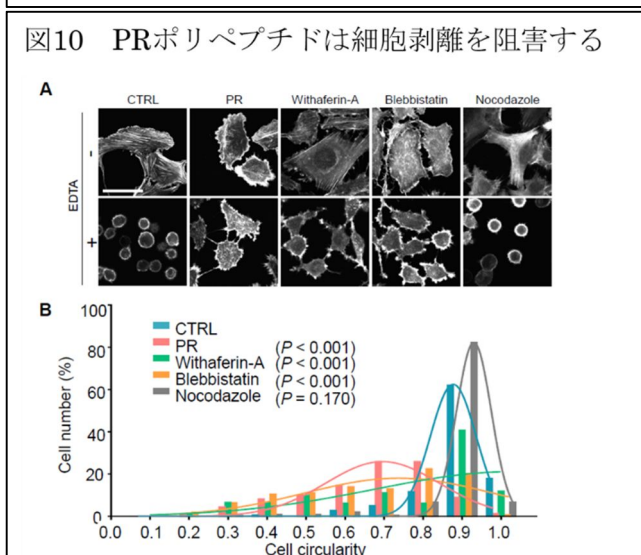 図10 PRポリペプチドは細胞剥離を阻害する
A
CTRL PR Withaferin-A Blebbistatin Nocodazole
EDTA
-
+
B
100
80
60
40
20
0
Cell number (%)
CTRL
PR (P < 0.001)
Withaferin-A (P < 0.001)
Blebbistatin (P < 0.001)
Nocodazole (P = 0.170)
0.0 0.1 0.2 0.3 0.4 0.5 0.6 0.7 0.8 0.9 1.0
Cell circularity